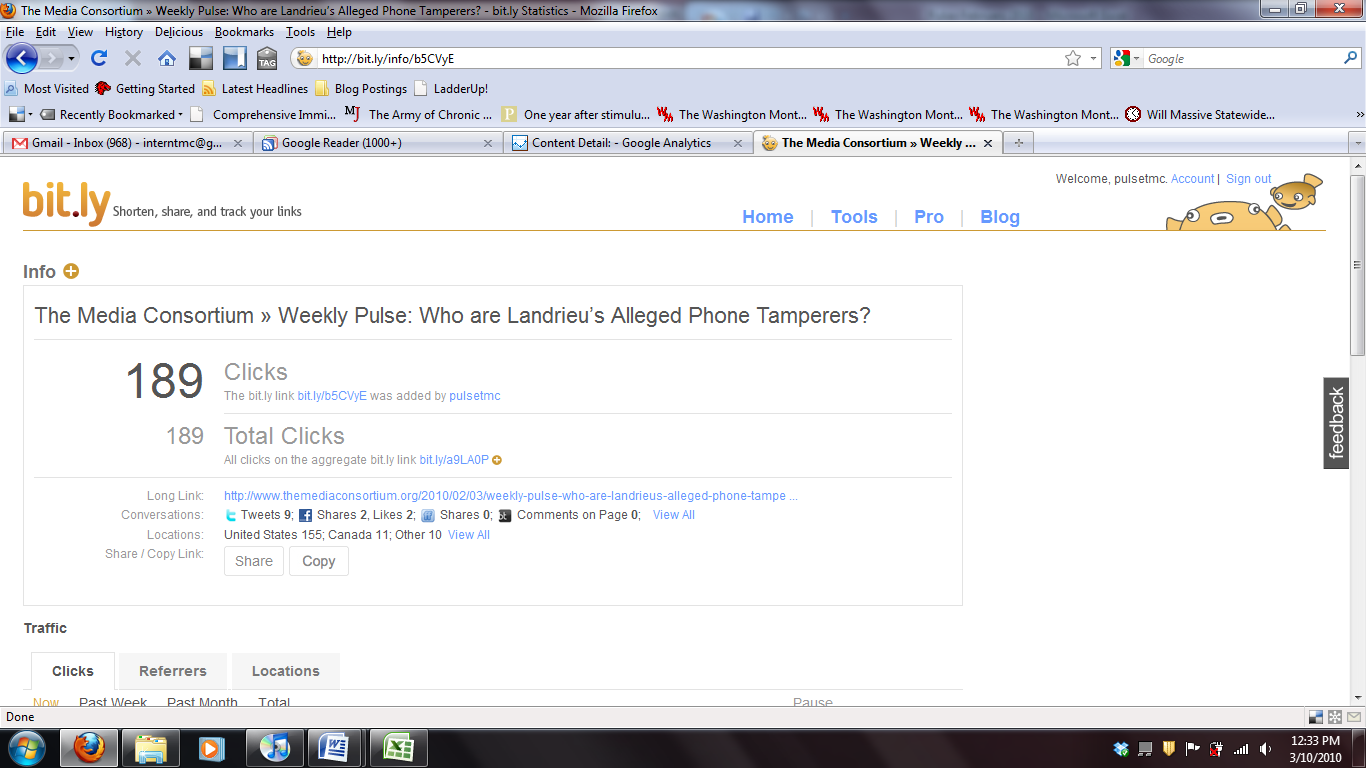 The Media Consortium » Weekly Pulse: Who are Landrieu's Alleged Phone Tamperers? - bit.ly Statistics - Mozilla Firefox
File Edit View History Delicious Bookmarks Tools Help
TAG http://bit.ly/info/b5CVyE Google
Most Visited Getting Started Latest Headlines Blog Postings LadderUp!
Recently Bookmarked Comprehensive Immi... MJ The Army of Chronic ... P One year after stimulu... The Washington Mont... The Washington Mont... The Washington Mont... Will Massive Statewide... »
Gmail - Inbox (968) - interntmc@g... Google Reader (1000+) Content Detail: - Google Analytics The Media Consortium » Weekly ...
Welcome, pulsetmc. Account | Sign out
bit.ly Shorten, share, and track your links
Home | Tools | Pro | Blog
Info
The Media Consortium » Weekly Pulse: Who are Landrieu’s Alleged Phone Tamperers?
189 Clicks
The bit.ly link bit.ly/b5CVyE was added by pulsetmc
189 Total Clicks
All clicks on the aggregate bit.ly link bit.ly/a9LA0P
feedback
Long Link: http://www.themediaconsortium.org/2010/02/03/weekly-pulse-who-are-landrieus-alleged-phone-tampe ...
Conversations: Tweets 9; Shares 2, Likes 2; Shares 0; Comments on Page 0; View All
Locations: United States 155; Canada 11; Other 10 View All
Share / Copy Link: Share Copy
Traffic
Clicks Referrers Locations
Now Past Week Past Month Total Pause
Done
12:33 PM
3/10/2010